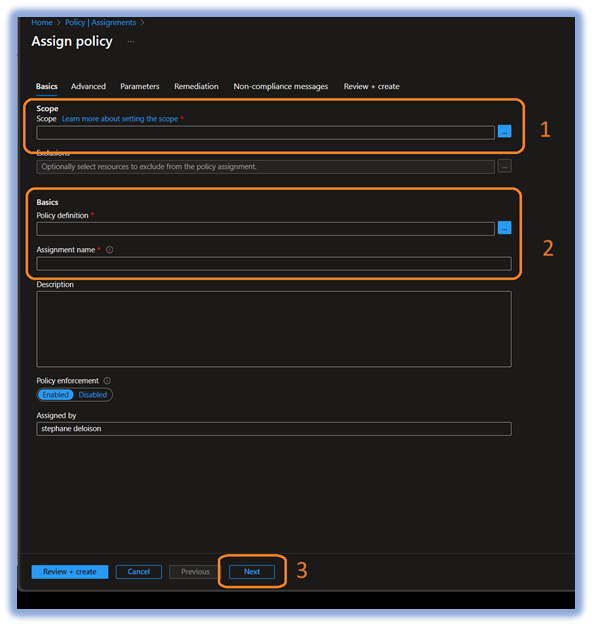 Home > Policy | Assignments >
Assign policy ...
Basics Advanced Parameters Remediation Non-compliance messages Review + create
Scope
Scope Learn more about setting the scope *
...
1
Exclusions
Optionally select resources to exclude from the policy assignment.
...
Basics
Policy definition *
...
2
Assignment name *
Description
Policy enforcement
Enabled Disabled
Assigned by
stephane deloison
Review + create Cancel Previous Next 3